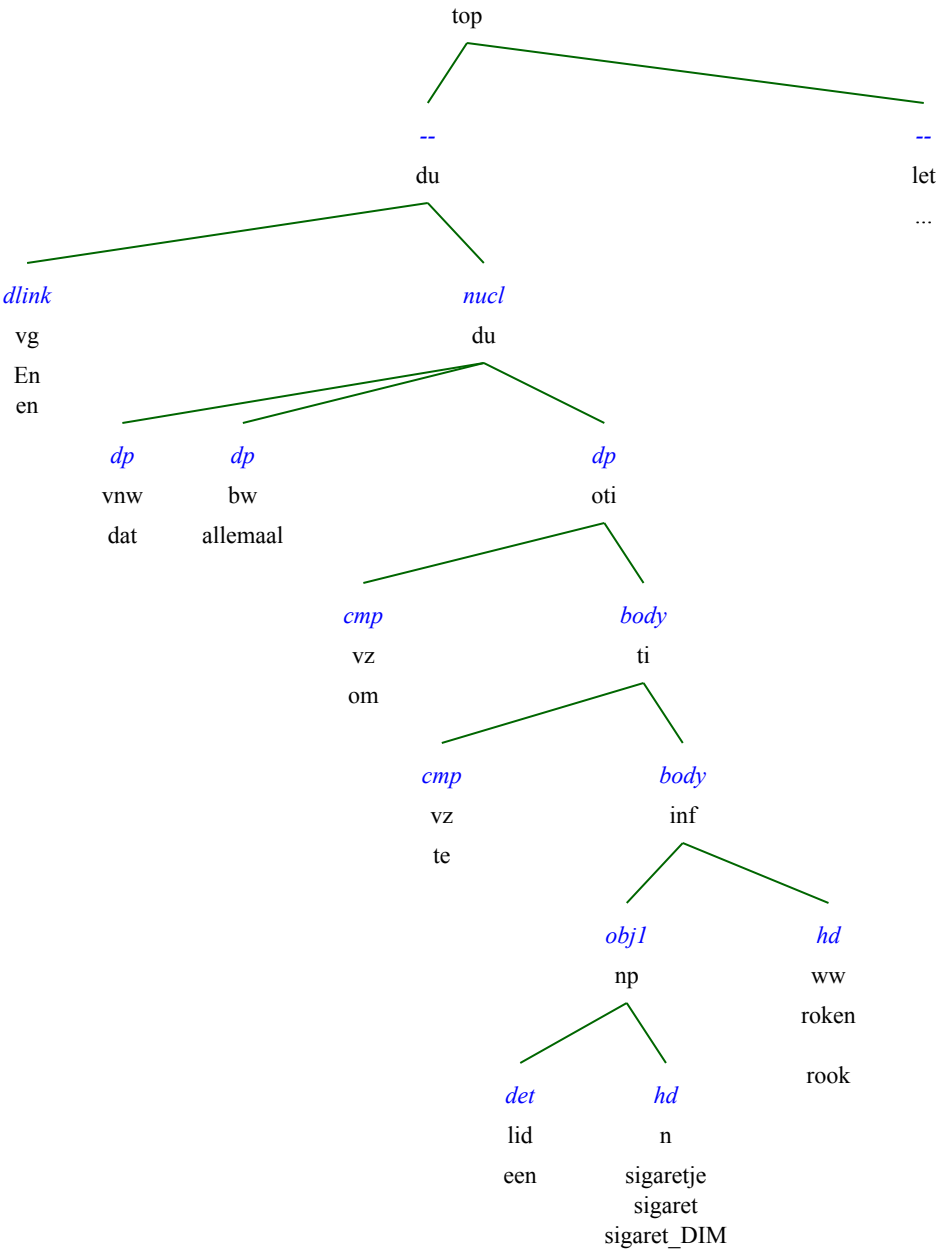 top
-- --
du let
...
dlink nucl
vg du
En
en
dp dp dp
vnw bw oti
dat allemaal
cmp body
vz ti
om
cmp body
vz inf
te
obj1 hd
np ww
roken
rook
det hd
lid n
een sigaretje
sigaret
sigaret_DIM